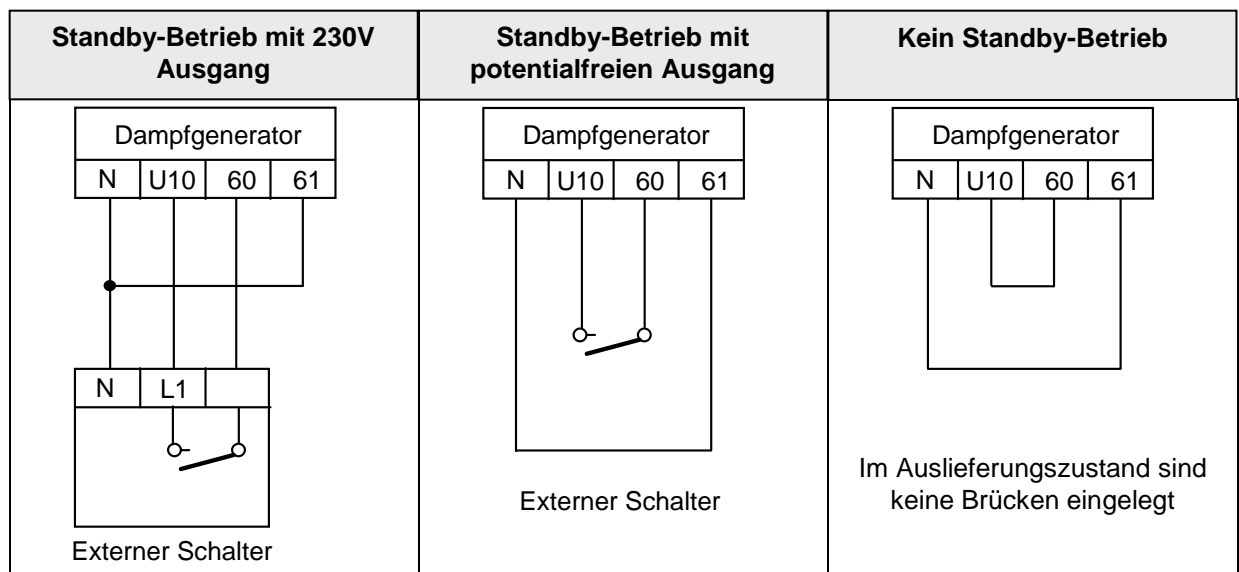 Standby-Betrieb mit 230V
Ausgang
Standby-Betrieb mit
potentialfreien Ausgang
Kein Standby-Betrieb
Dampfgenerator
N U10 60 61
N L1
Externer Schalter
Dampfgenerator
N U10 60 61
Externer Schalter
Dampfgenerator
N U10 60 61
Im Auslieferungszustand sind
keine Brücken eingelegt